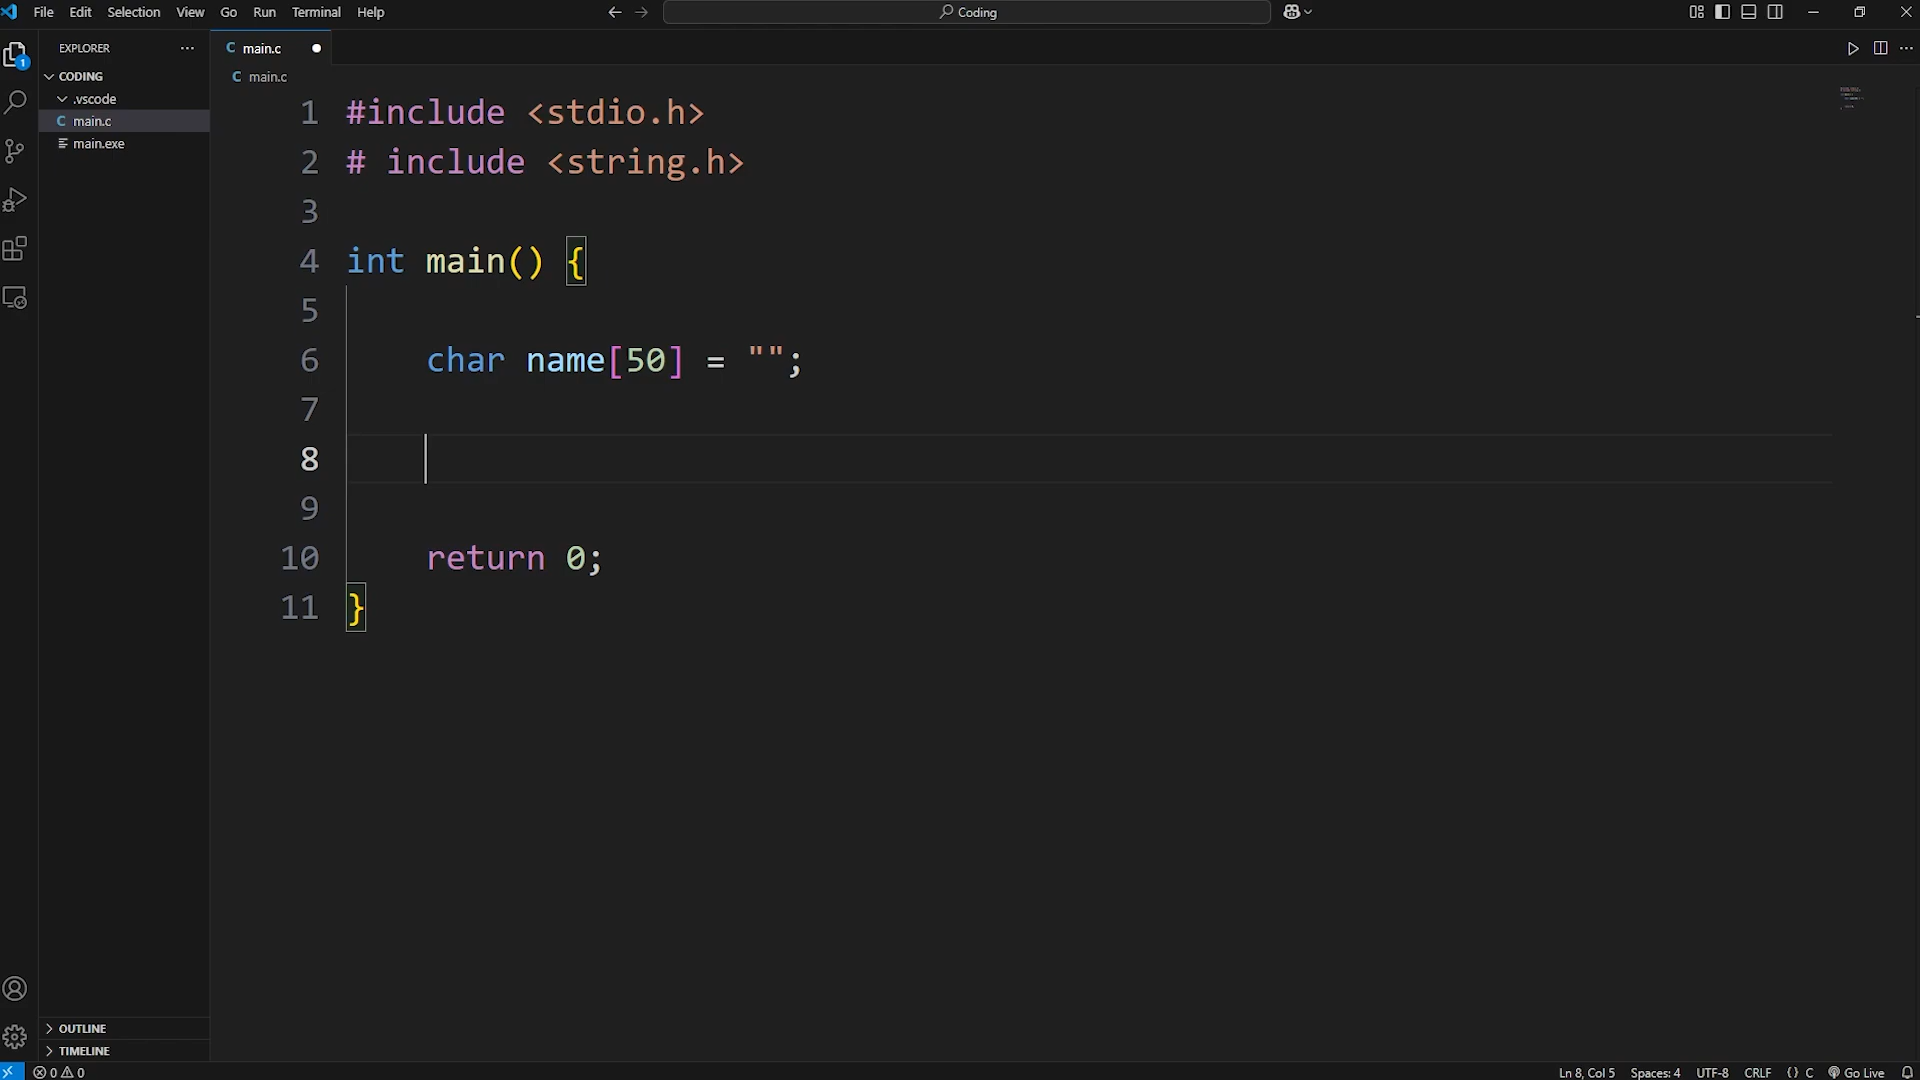 File Edit Selection View Go Run Terminal Help
Coding
EXPLORER
CODING
.vscode
C main.c
main.exe
1
C main.c
C main.c
1 #include <stdio.h>
2 # include <string.h>
3
4 int main() {
5
6 char name[50] = "";
7
8
9
10 return 0;
11 }
OUTLINE
TIMELINE
0 0
Ln 8, Col 5 Spaces: 4 UTF-8 CRLF {} C Go Live